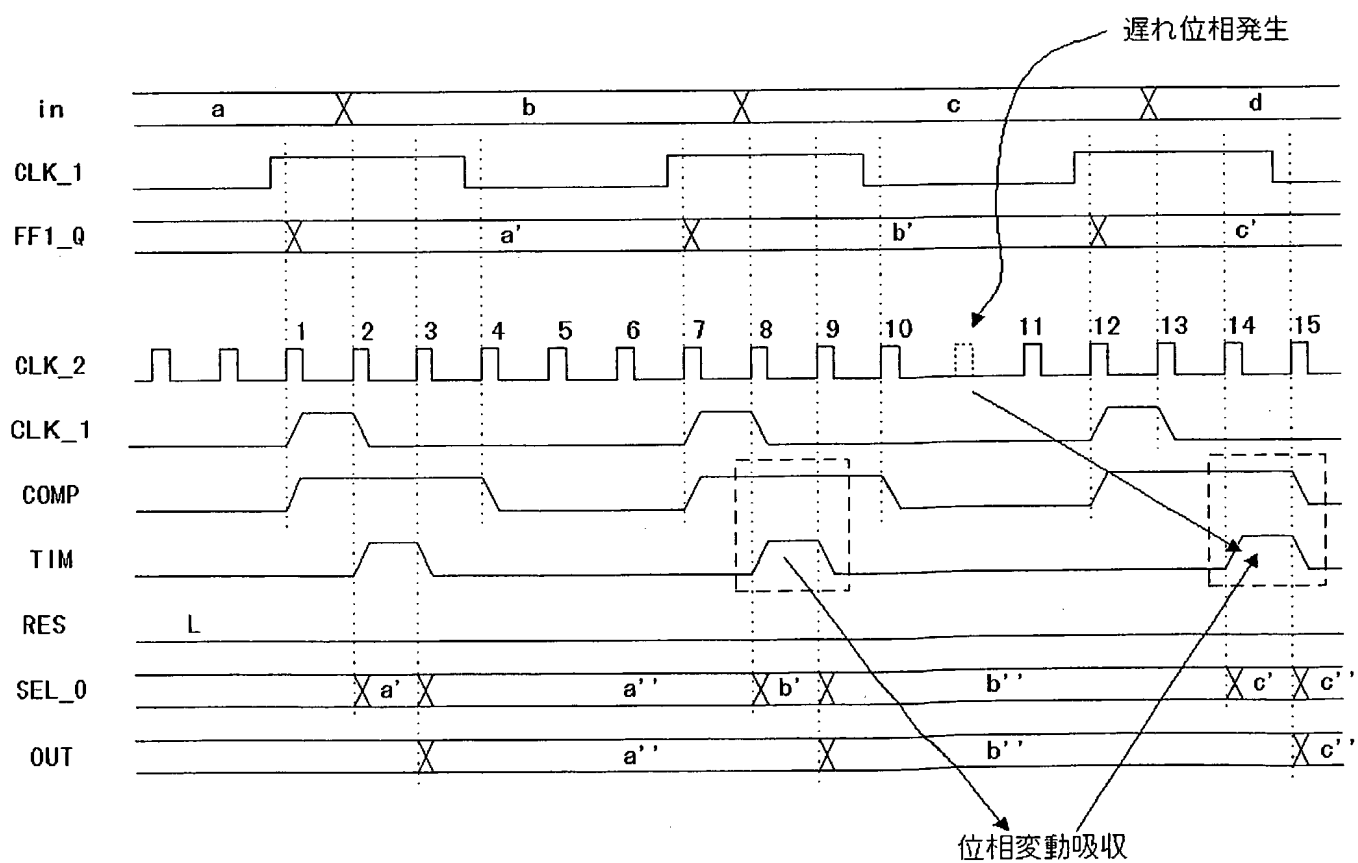 遅れ位相発生
in a b c d
CLK_1
FF1_Q a' b' c'
1 2 3 4 5 6 7 8 9 10 11 12 13 14 15
CLK_2
CLK_1
COMP
TIM
RES L
SEL_0 a' a'' b' b'' c' c''
OUT a'' b'' c''
位相変動吸収